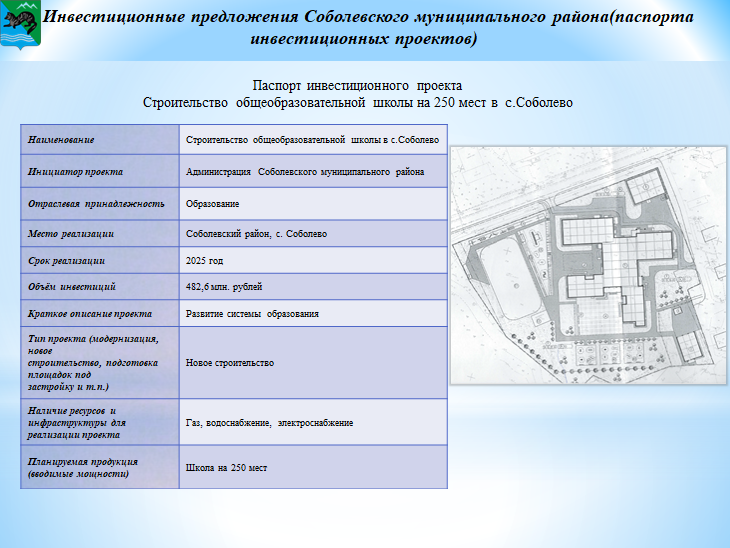 Инвестиционные предложения Соболевского муниципального района(паспорта
инвестиционных проектов)
Паспорт инвестиционного проекта
Строительство общеобразовательной школы на 250 мест в с.Соболево
Наименование
Строительство общеобразовательной школы в с.Соболево
Инициатор проекта
Администрация Соболевского муниципального района
Отраслевая принадлежность
Образование
Место реализации
Соболевский район, с. Соболево
Срок реализации
2025 год
Объём инвестиций
482,6 млн. рублей
Краткое описание проекта
Развитие системы образования
Тип проекта (модернизация,
новое
строительство, подготовка
площадок под
застройку и т.п.)
Новое строительство
Наличие ресурсов и
инфраструктуры для
реализации проекта
Газ, водоснабжение, электроснабжение
Планируемая продукция
(вводимые мощности)
Школа на 250 мест